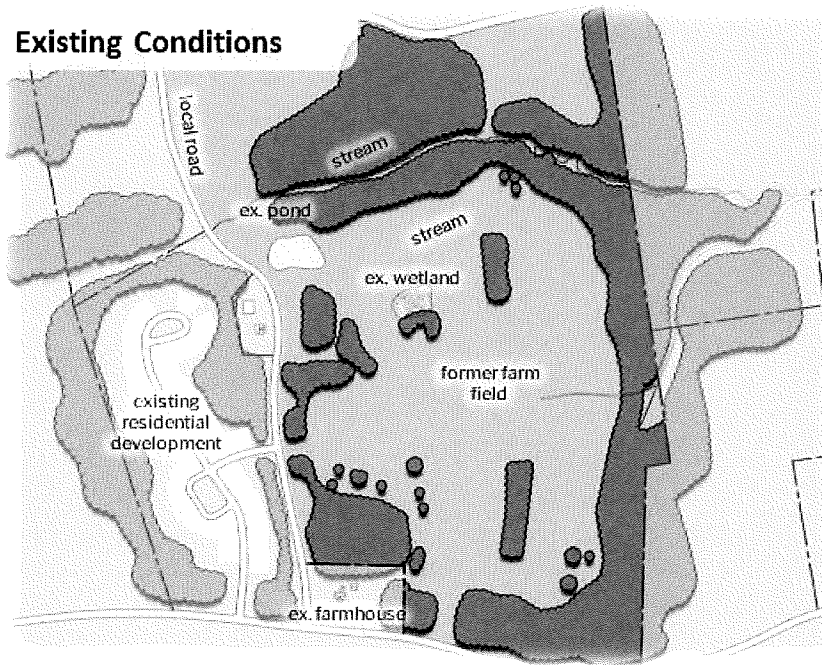 Existing Conditions
local road
stream
ex. pond
stream
ex. wetland
former farm
field
existing
residential
development
ex. farmhouse